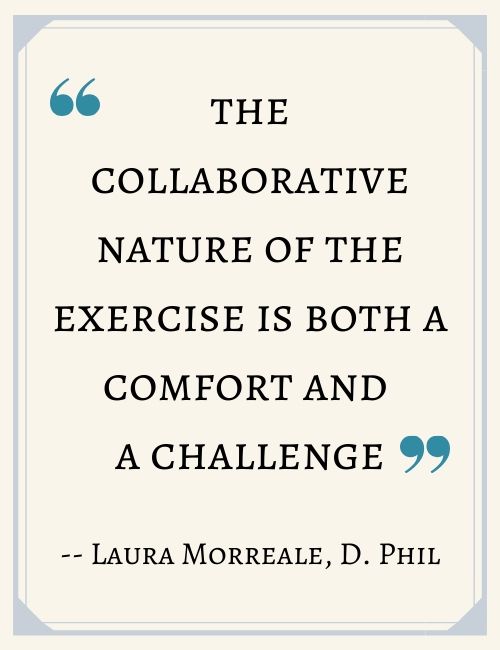 “ THE
COLLABORATIVE
NATURE OF THE
EXERCISE IS BOTH A
COMFORT AND
A CHALLENGE ”
-- LAURA MORREALE, D. PHIL